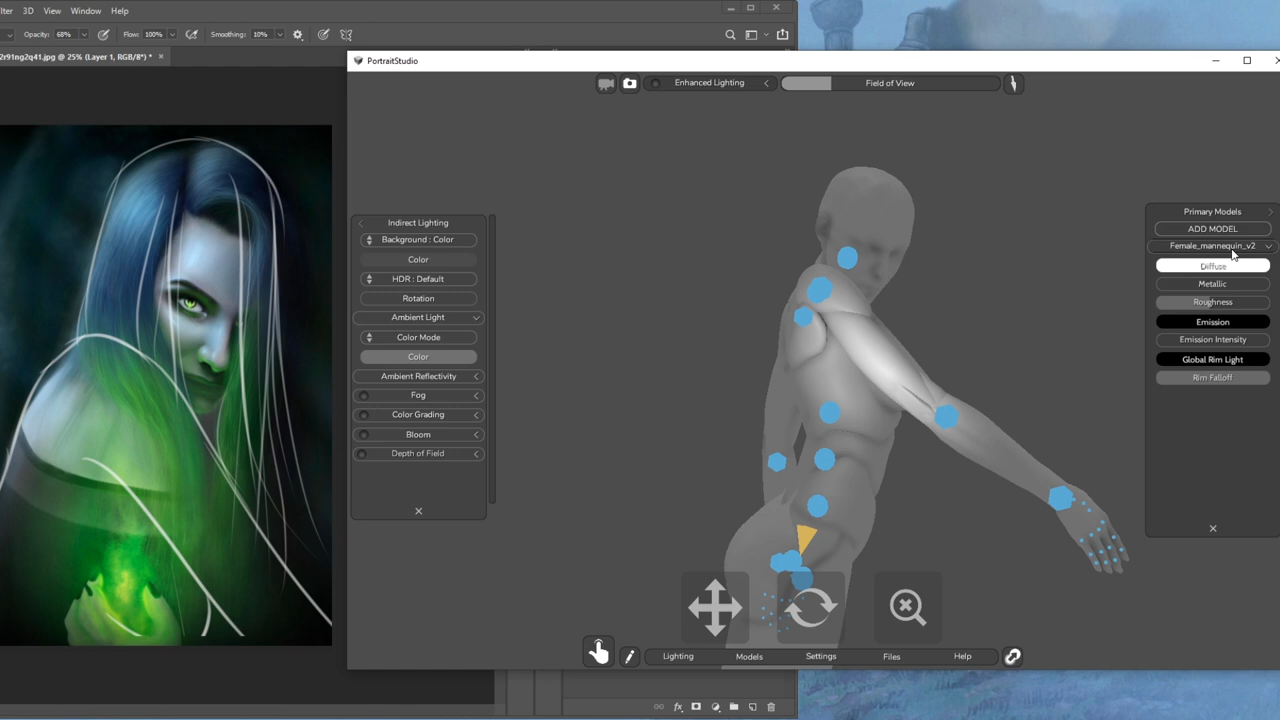 lter 3D View Window Help
Opacity: 68% Flow: 100% Smoothing: 10%
2r91ng2q41.jpg @ 25% (Layer 1, RGB/8*) * ×
PortraitStudio
Enhanced Lighting
Field of View
Indirect Lighting
Background : Color
Color
HDR : Default
Rotation
Ambient Light
Color Mode
Color
Ambient Reflectivity
Fog
Color Grading
Bloom
Depth of Field
Primary Models
ADD MODEL
Female_mannequin_v2
Diffuse
Metallic
Roughness
Emission
Emission Intensity
Global Rim Light
Rim Falloff
Lighting Models Settings Files Help
fx